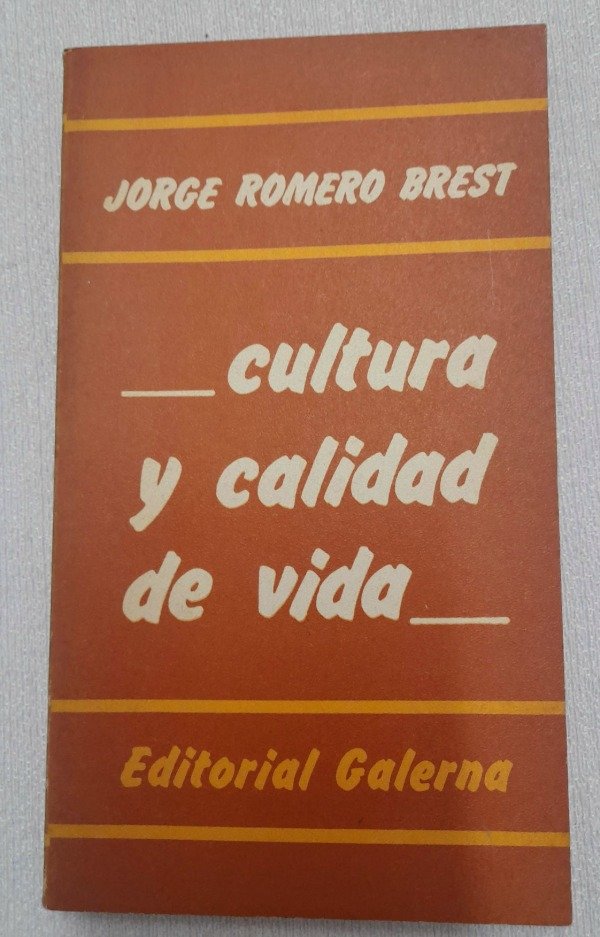 JORGE ROMERO BREST
__cultura
y calidad
de vida__
Editorial Galerna